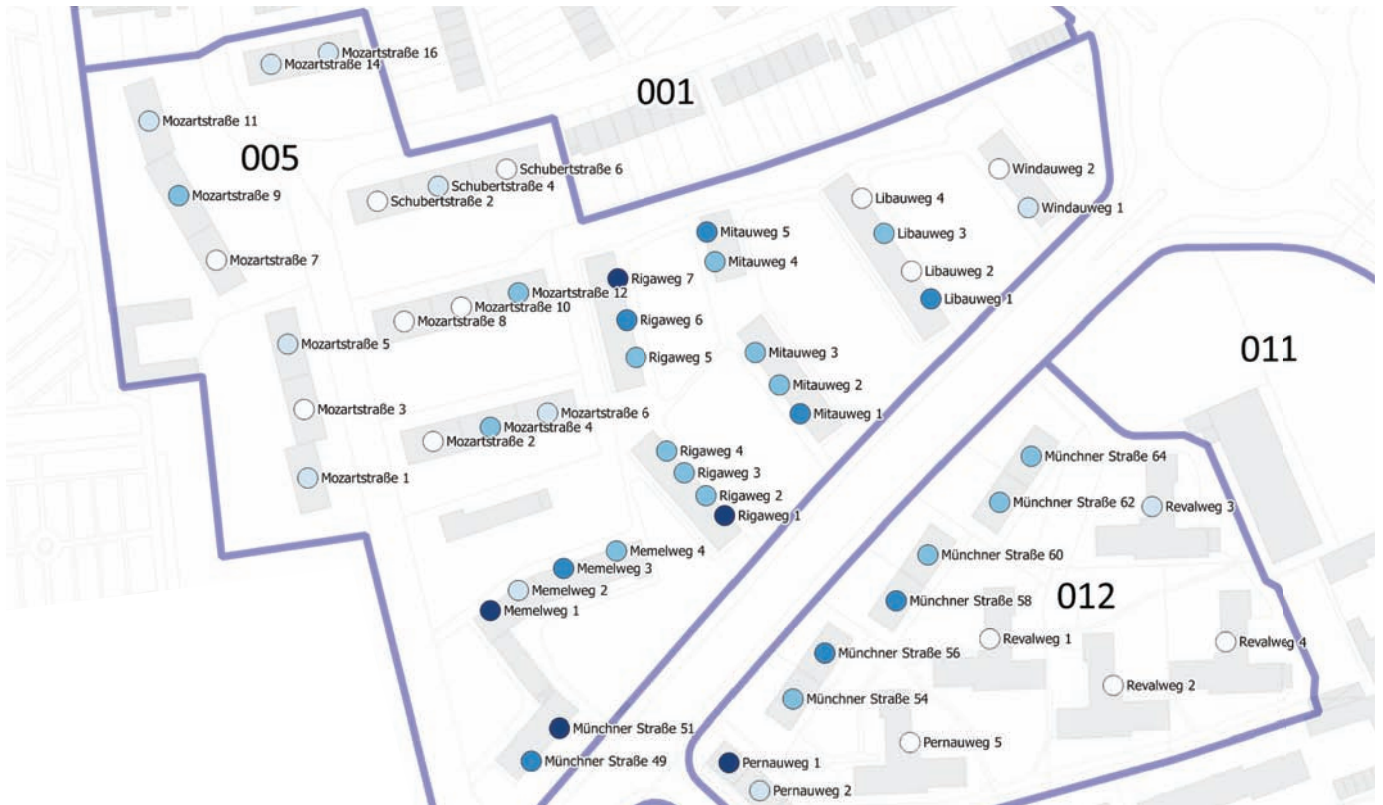 Mozartstraße 16
Mozartstraße 14
001
Mozartstraße 11
005
Schubertstraße 6
Windauweg 2
Schubertstraße 4
Mozartstraße 9
Schubertstraße 2
Libauweg 4
Windauweg 1
Mitauweg 5
Libauweg 3
Mozartstraße 7
Mitauweg 4
Libauweg 2
Rigaweg 7
Mozartstraße 12
Libauweg 1
Mozartstraße 10
Mozartstraße 8
Rigaweg 6
Mozartstraße 5
011
Mitauweg 3
Rigaweg 5
Mitauweg 2
Mozartstraße 3
Mozartstraße 6
Mitauweg 1
Mozartstraße 4
Mozartstraße 2
Rigaweg 4
Münchner Straße 64
Rigaweg 3
Mozartstraße 1
Rigaweg 2
Münchner Straße 62
Revalweg 3
Rigaweg 1
Memelweg 4
Münchner Straße 60
Memelweg 3
Memelweg 2
012
Münchner Straße 58
Memelweg 1
Revalweg 1
Revalweg 4
Münchner Straße 56
Revalweg 2
Münchner Straße 54
Münchner Straße 51
Pernauweg 5
Münchner Straße 49
Pernauweg 1
Pernauweg 2